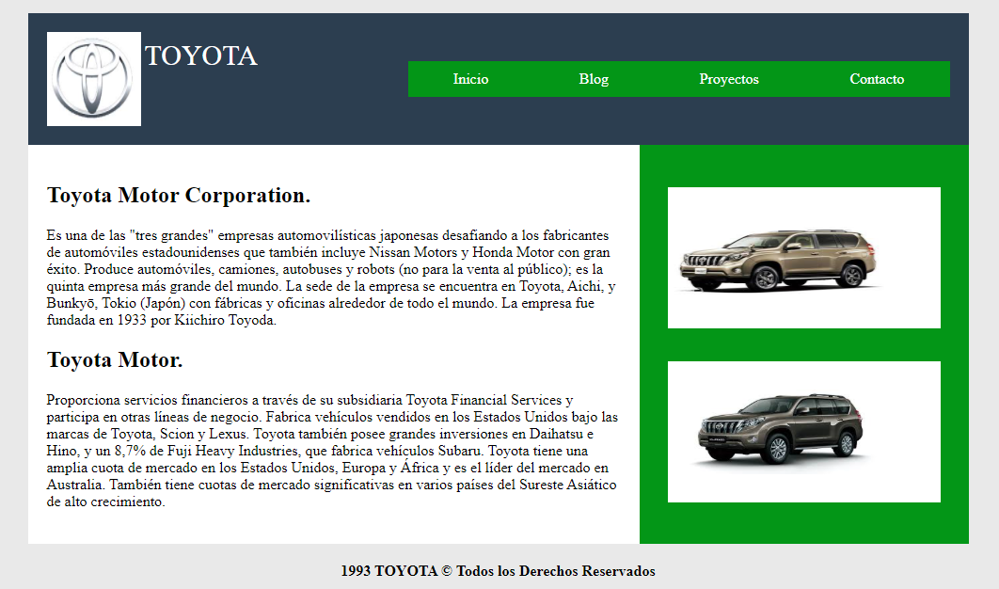 TOYOTA
Inicio Blog Proyectos Contacto
Toyota Motor Corporation.
Es una de las "tres grandes" empresas automovilísticas japonesas desafiando a los fabricantes
de automóviles estadounidenses que también incluye Nissan Motors y Honda Motor con gran
éxito. Produce automóviles, camiones, autobuses y robots (no para la venta al público); es la
quinta empresa más grande del mundo. La sede de la empresa se encuentra en Toyota, Aichi, y
Bunkyō, Tokio (Japón) con fábricas y oficinas alrededor de todo el mundo. La empresa fue
fundada en 1933 por Kiichiro Toyoda.
Toyota Motor.
Proporciona servicios financieros a través de su subsidiaria Toyota Financial Services y
participa en otras líneas de negocio. Fabrica vehículos vendidos en los Estados Unidos bajo las
marcas de Toyota, Scion y Lexus. Toyota también posee grandes inversiones en Daihatsu e
Hino, y un 8,7% de Fuji Heavy Industries, que fabrica vehículos Subaru. Toyota tiene una
amplia cuota de mercado en los Estados Unidos, Europa y África y es el líder del mercado en
Australia. También tiene cuotas de mercado significativas en varios países del Sureste Asiático
de alto crecimiento.
1993 TOYOTA © Todos los Derechos Reservados